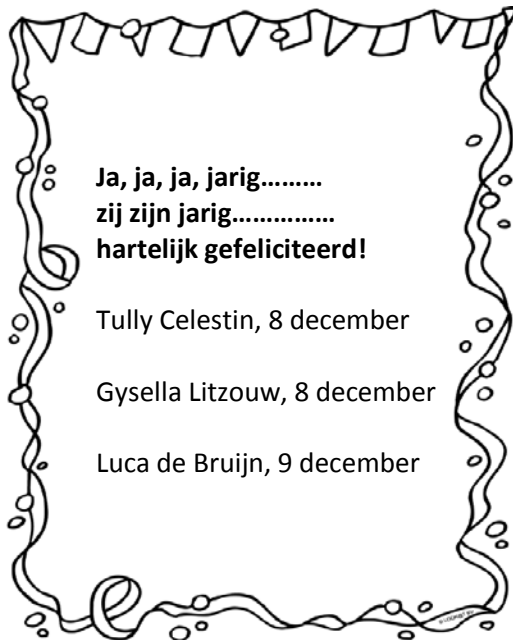 Ja, ja, ja, jarig.........
zij zijn jarig...............
hartelijk gefeliciteerd!
Tully Celestin, 8 december
Gysella Litzouw, 8 december
Luca de Bruijn, 9 december